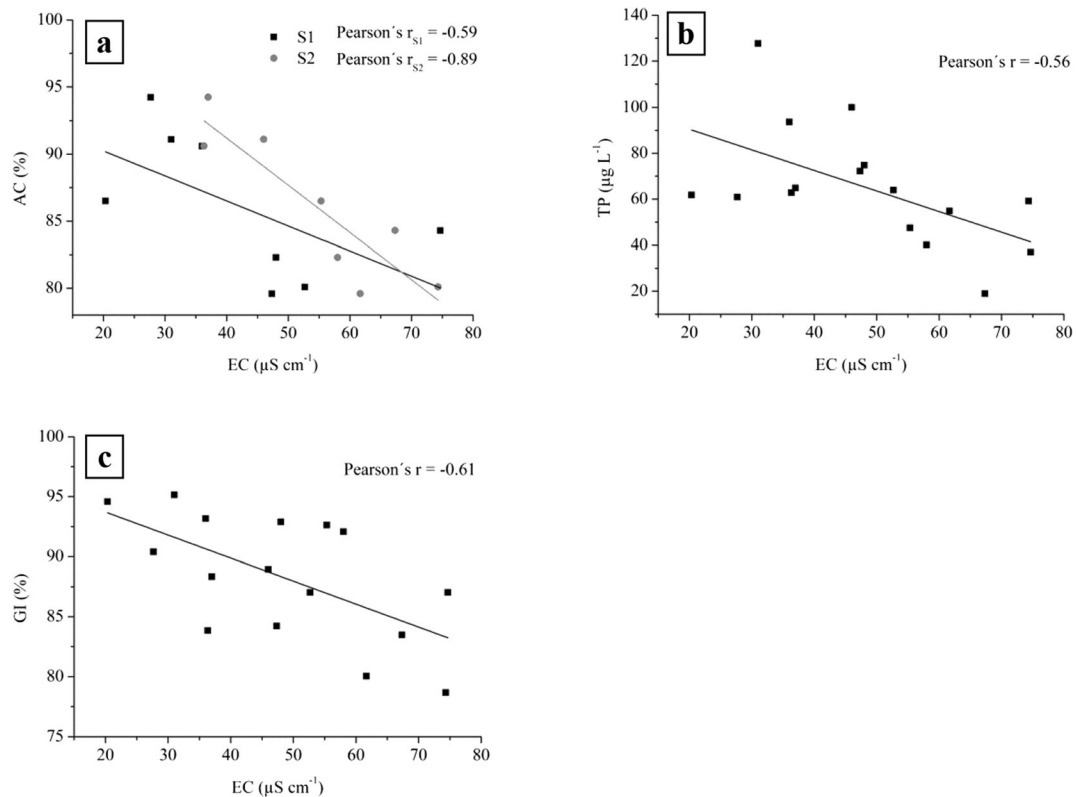 a
S1 Pearson´s r_S1 = -0.59
S2 Pearson´s r_S2 = -0.89
AC (%)
100
95
90
85
80
20 30 40 50 60 70 80
EC (µS cm⁻¹)
b
Pearson´s r = -0.56
TP (µg L⁻¹)
140
120
100
80
60
40
20
20 30 40 50 60 70 80
EC (µS cm⁻¹)
c
Pearson´s r = -0.61
GI (%)
100
95
90
85
80
75
20 30 40 50 60 70 80
EC (µS cm⁻¹)